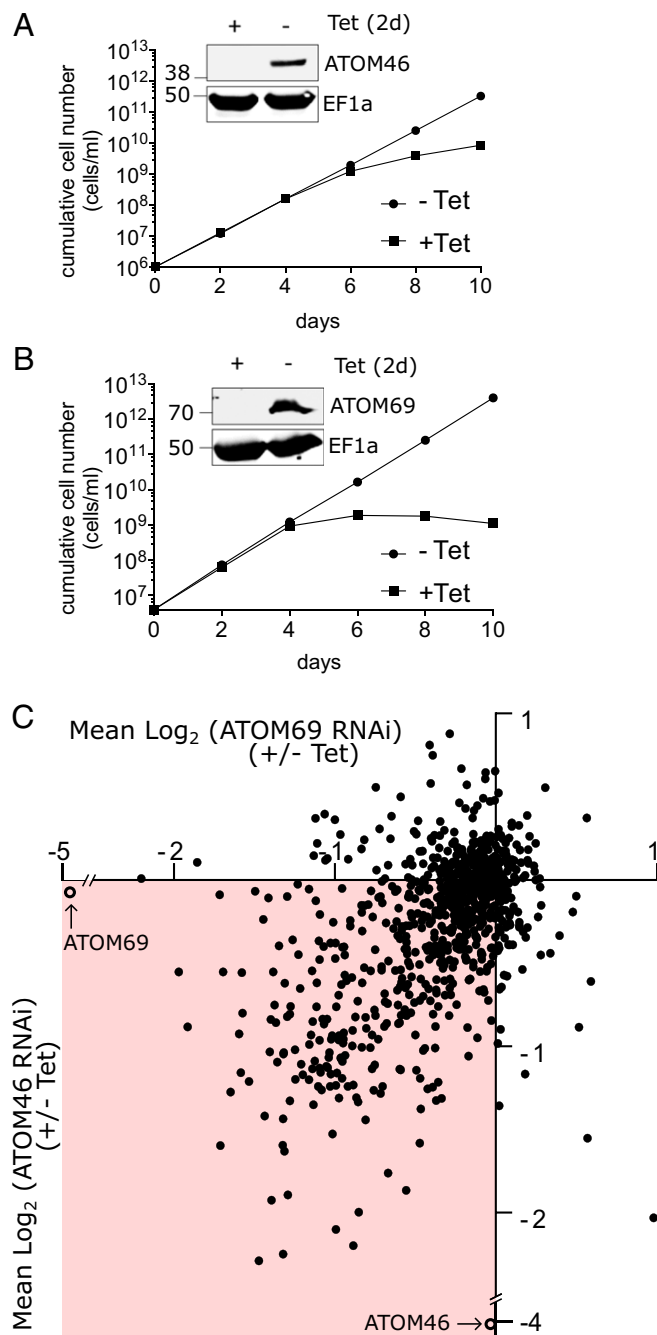 A
+ - Tet (2d)
ATOM46
38
50
EF1a
cumulative cell number
(cells/ml)
10^13
10^12
10^11
10^10
10^9
10^8
10^7
10^6
- Tet
+Tet
0 2 4 6 8 10
days
B
+ - Tet (2d)
ATOM69
70
50
EF1a
cumulative cell number
(cells/ml)
10^13
10^12
10^11
10^10
10^9
10^8
10^7
- Tet
+Tet
0 2 4 6 8 10
days
C
Mean Log₂ (ATOM69 RNAi)
(+/- Tet)
1
-5 -2 -1 1
ATOM69
Mean Log₂ (ATOM46 RNAi)
(+/- Tet)
-1
-2
ATOM46
-4